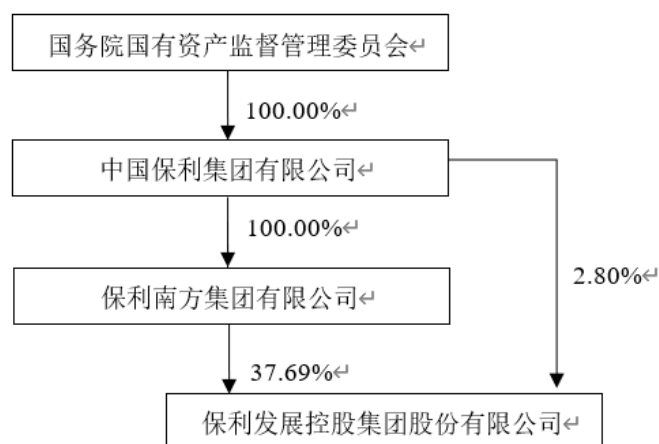 国务院国有资产监督管理委员会↵
100.00%↵
中国保利集团有限公司↵
100.00%↵
保利南方集团有限公司↵
2.80%↵
37.69%↵
保利发展控股集团股份有限公司↵